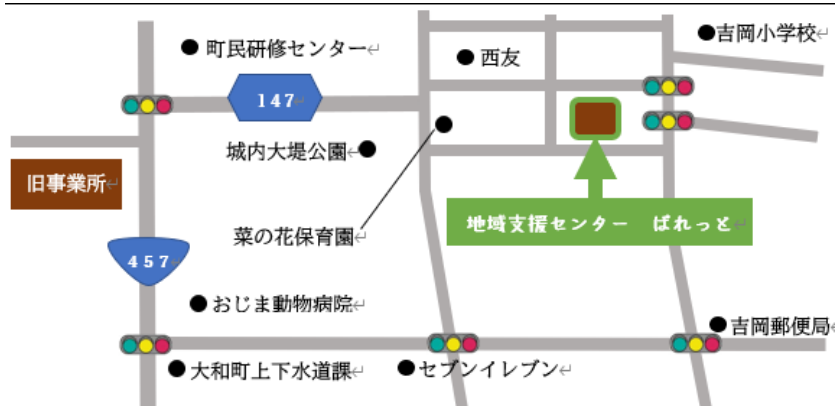 吉岡小学校
町民研修センター
西友
147
城内大堤公園
旧事業所
菜の花保育園
地域支援センター ぱれっと
457
おじま動物病院
吉岡郵便局
大和町上下水道課
セブンイレブン